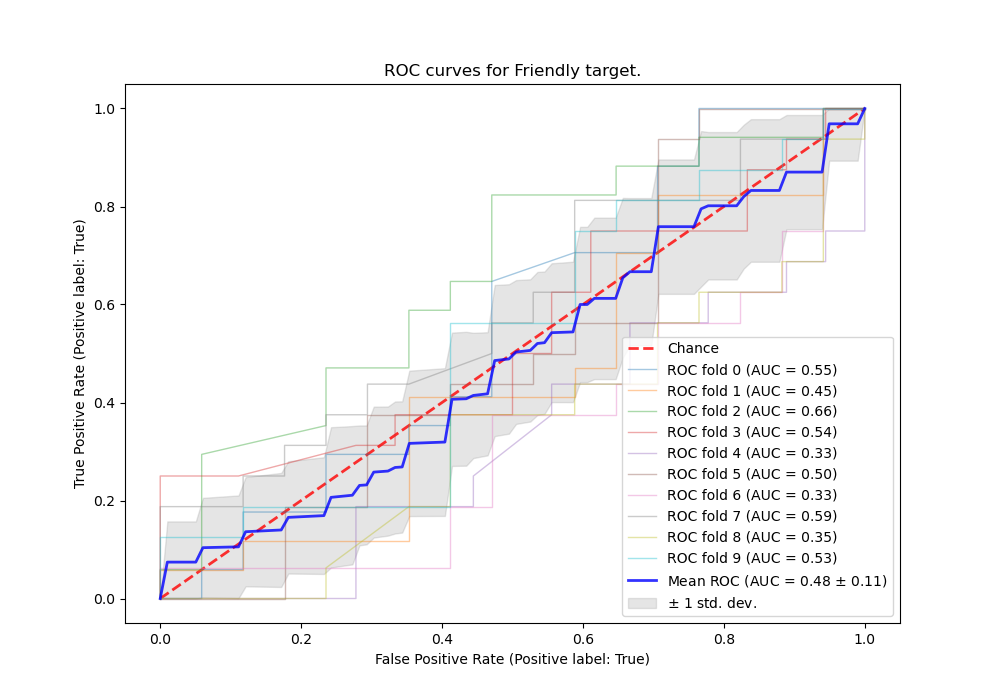 ROC curves for Friendly target.
True Positive Rate (Positive label: True)
1.0
0.8
0.6
0.4
0.2
0.0
0.0 0.2 0.4 0.6 0.8 1.0
False Positive Rate (Positive label: True)
Chance
ROC fold 0 (AUC = 0.55)
ROC fold 1 (AUC = 0.45)
ROC fold 2 (AUC = 0.66)
ROC fold 3 (AUC = 0.54)
ROC fold 4 (AUC = 0.33)
ROC fold 5 (AUC = 0.50)
ROC fold 6 (AUC = 0.33)
ROC fold 7 (AUC = 0.59)
ROC fold 8 (AUC = 0.35)
ROC fold 9 (AUC = 0.53)
Mean ROC (AUC = 0.48 ± 0.11)
± 1 std. dev.